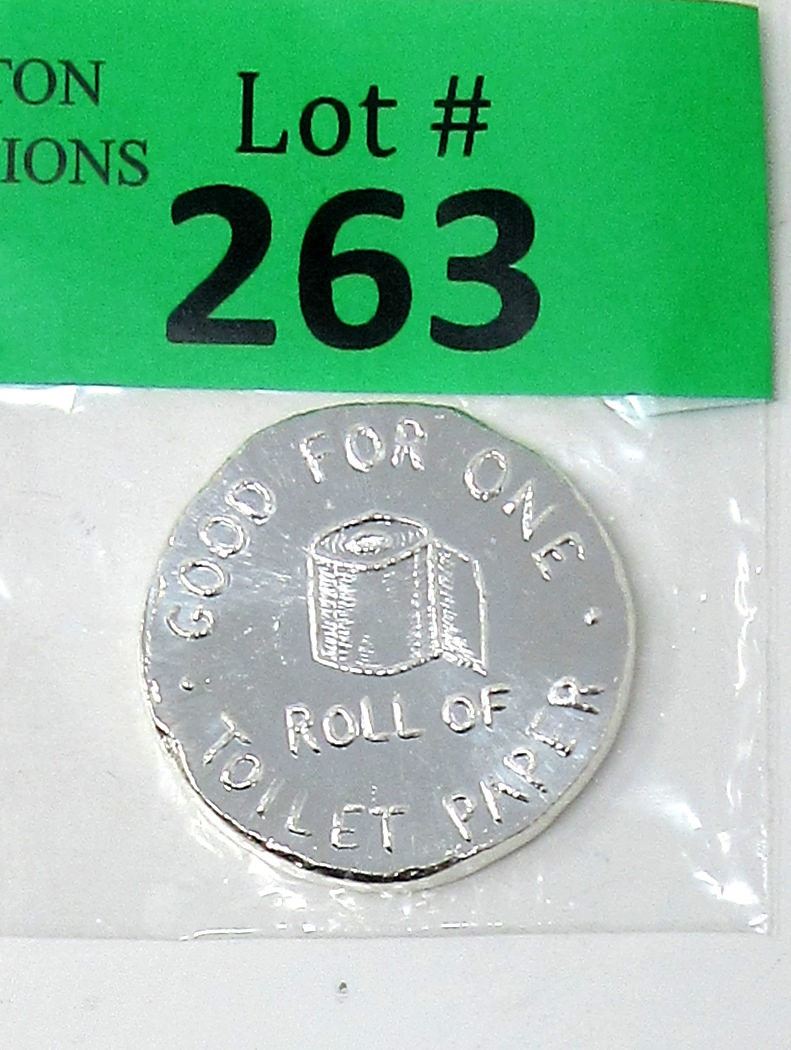 TON
IONS
Lot #
263
GOOD FOR ONE
ROLL OF
TOILET PAPER